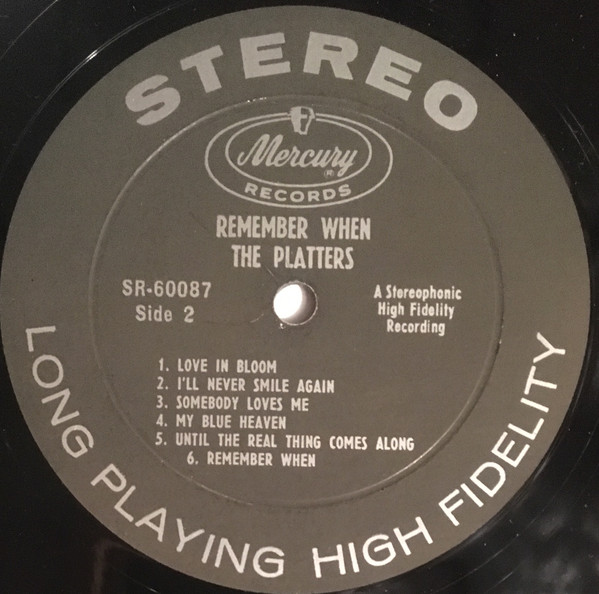 STEREO
Mercury
®
RECORDS
REMEMBER WHEN
THE PLATTERS
SR-60087
Side 2
A Stereophonic
High Fidelity
Recording
1. LOVE IN BLOOM
2. I'LL NEVER SMILE AGAIN
3. SOMEBODY LOVES ME
4. MY BLUE HEAVEN
5. UNTIL THE REAL THING COMES ALONG
6. REMEMBER WHEN
LONG PLAYING HIGH FIDELITY